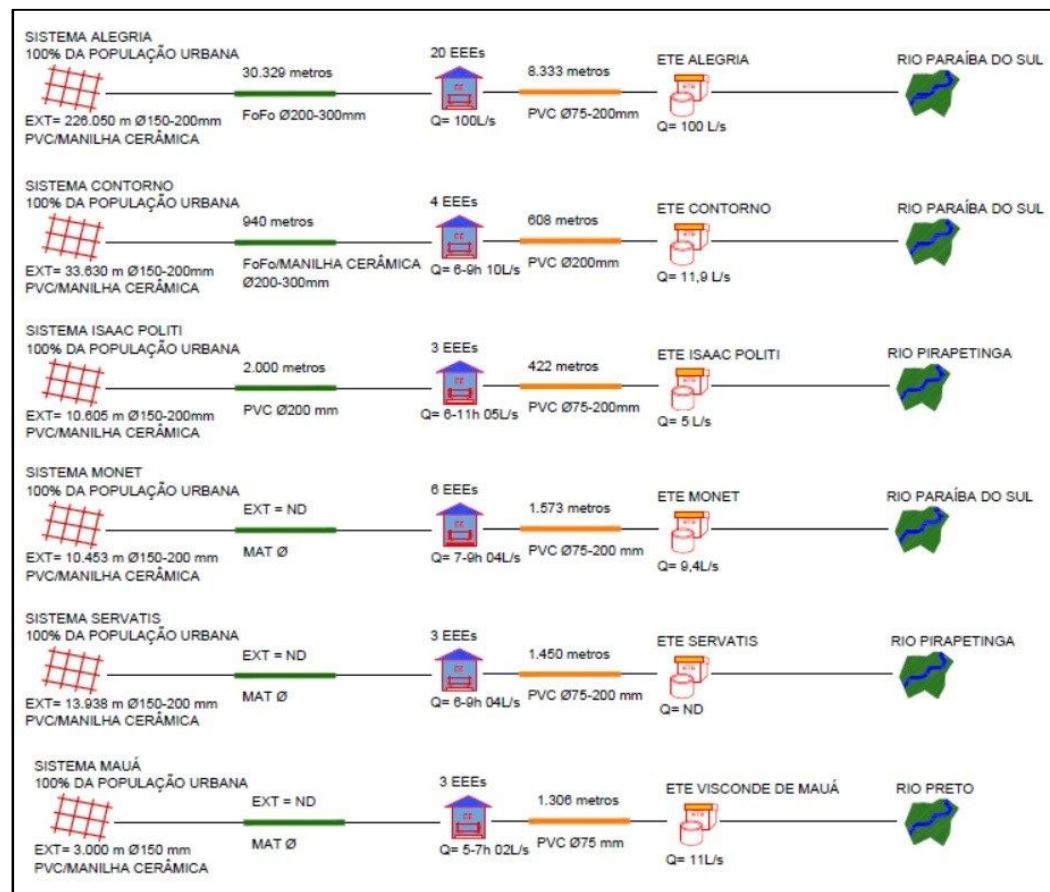 SISTEMA ALEGRIA
100% DA POPULAÇÃO URBANA
30.329 metros
20 EEEs
8.333 metros
ETE ALEGRIA
RIO PARAÍBA DO SUL
EXT= 226.050 m Ø150-200mm
PVC/MANILHA CERÂMICA
FoFo Ø200-300mm
Q= 100L/s
PVC Ø75-200mm
Q= 100 L/s
SISTEMA CONTORNO
100% DA POPULAÇÃO URBANA
940 metros
4 EEEs
608 metros
ETE CONTORNO
RIO PARAÍBA DO SUL
EXT= 33.630 m Ø150-200mm
PVC/MANILHA CERÂMICA
FoFo/MANILHA CERÂMICA
Ø200-300mm
Q= 6-9h 10L/s
PVC Ø200mm
Q= 11,9 L/s
SISTEMA ISAAC POLITI
100% DA POPULAÇÃO URBANA
2.000 metros
3 EEEs
422 metros
ETE ISAAC POLITI
RIO PIRAPETINGA
EXT= 10.605 m Ø150-200mm
PVC/MANILHA CERÂMICA
PVC Ø200 mm
Q= 6-11h 05L/s
PVC Ø75-200mm
Q= 5 L/s
SISTEMA MONET
100% DA POPULAÇÃO URBANA
EXT = ND
6 EEEs
1.573 metros
ETE MONET
RIO PARAÍBA DO SUL
EXT= 10.453 m Ø150-200 mm
PVC/MANILHA CERÂMICA
MAT Ø
Q= 7-9h 04L/s
PVC Ø75-200 mm
Q= 9,4L/s
SISTEMA SERVATIS
100% DA POPULAÇÃO URBANA
EXT = ND
3 EEEs
1.450 metros
ETE SERVATIS
RIO PIRAPETINGA
EXT= 13.938 m Ø150-200 mm
PVC/MANILHA CERÂMICA
MAT Ø
Q= 6-9h 04L/s
PVC Ø75-200 mm
Q= ND
SISTEMA MAUÁ
100% DA POPULAÇÃO URBANA
EXT = ND
3 EEEs
1.306 metros
ETE VISCONDE DE MAUÁ
RIO PRETO
EXT= 3.000 m Ø150 mm
PVC/MANILHA CERÂMICA
MAT Ø
Q= 5-7h 02L/s
PVC Ø75 mm
Q= 11L/s